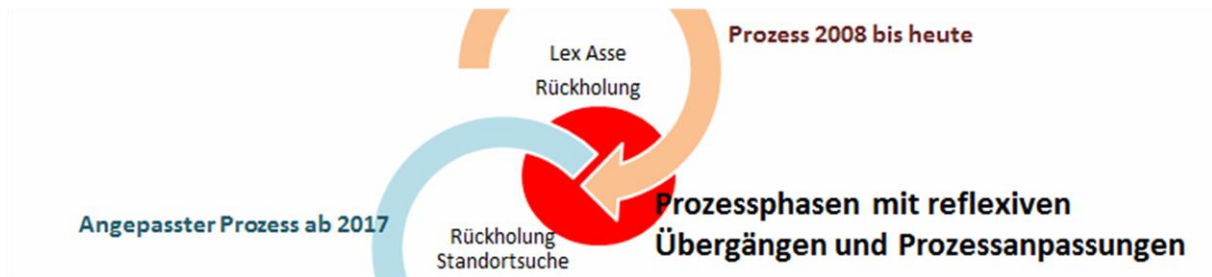 Prozess 2008 bis heute
Lex Asse
Rückholung
Prozessphasen mit reflexiven
Übergängen und Prozessanpassungen
Angepasster Prozess ab 2017
Rückholung
Standortsuche